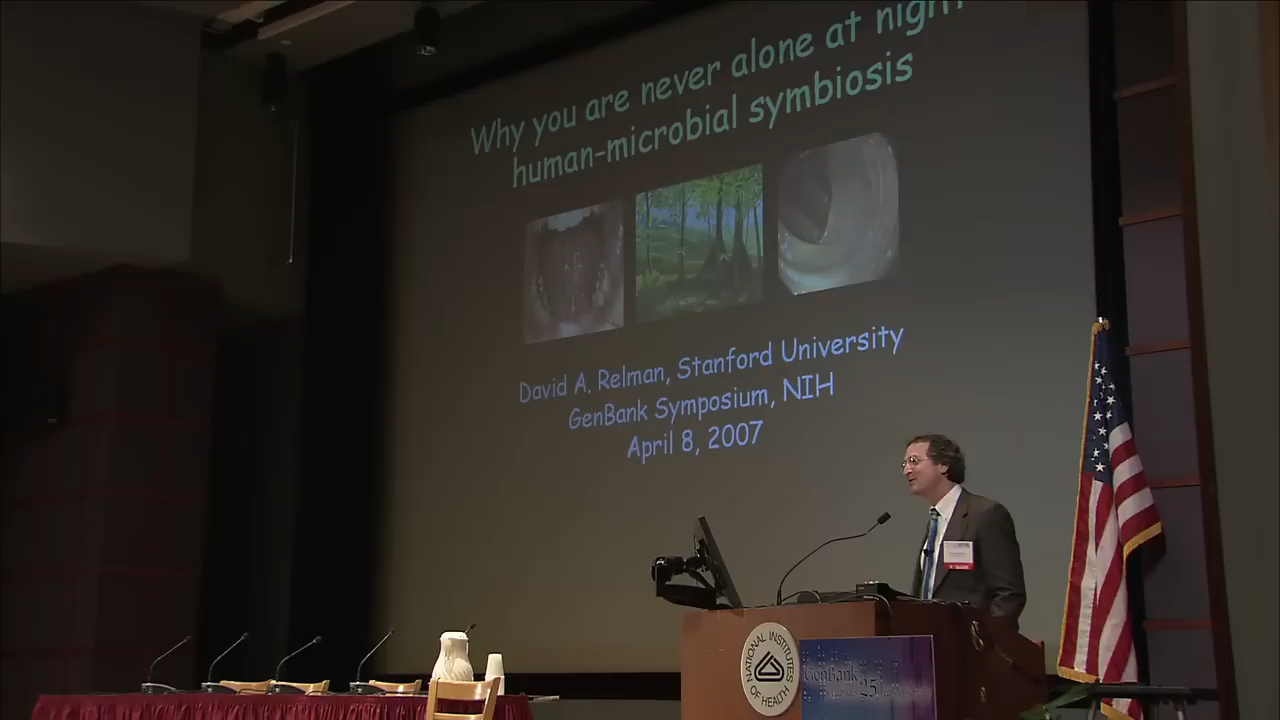 Why you are never alone at night
human-microbial symbiosis
David A. Relman, Stanford University
GenBank Symposium, NIH
April 8, 2007
NATIONAL INSTITUTES
OF HEALTH
GenBank
25